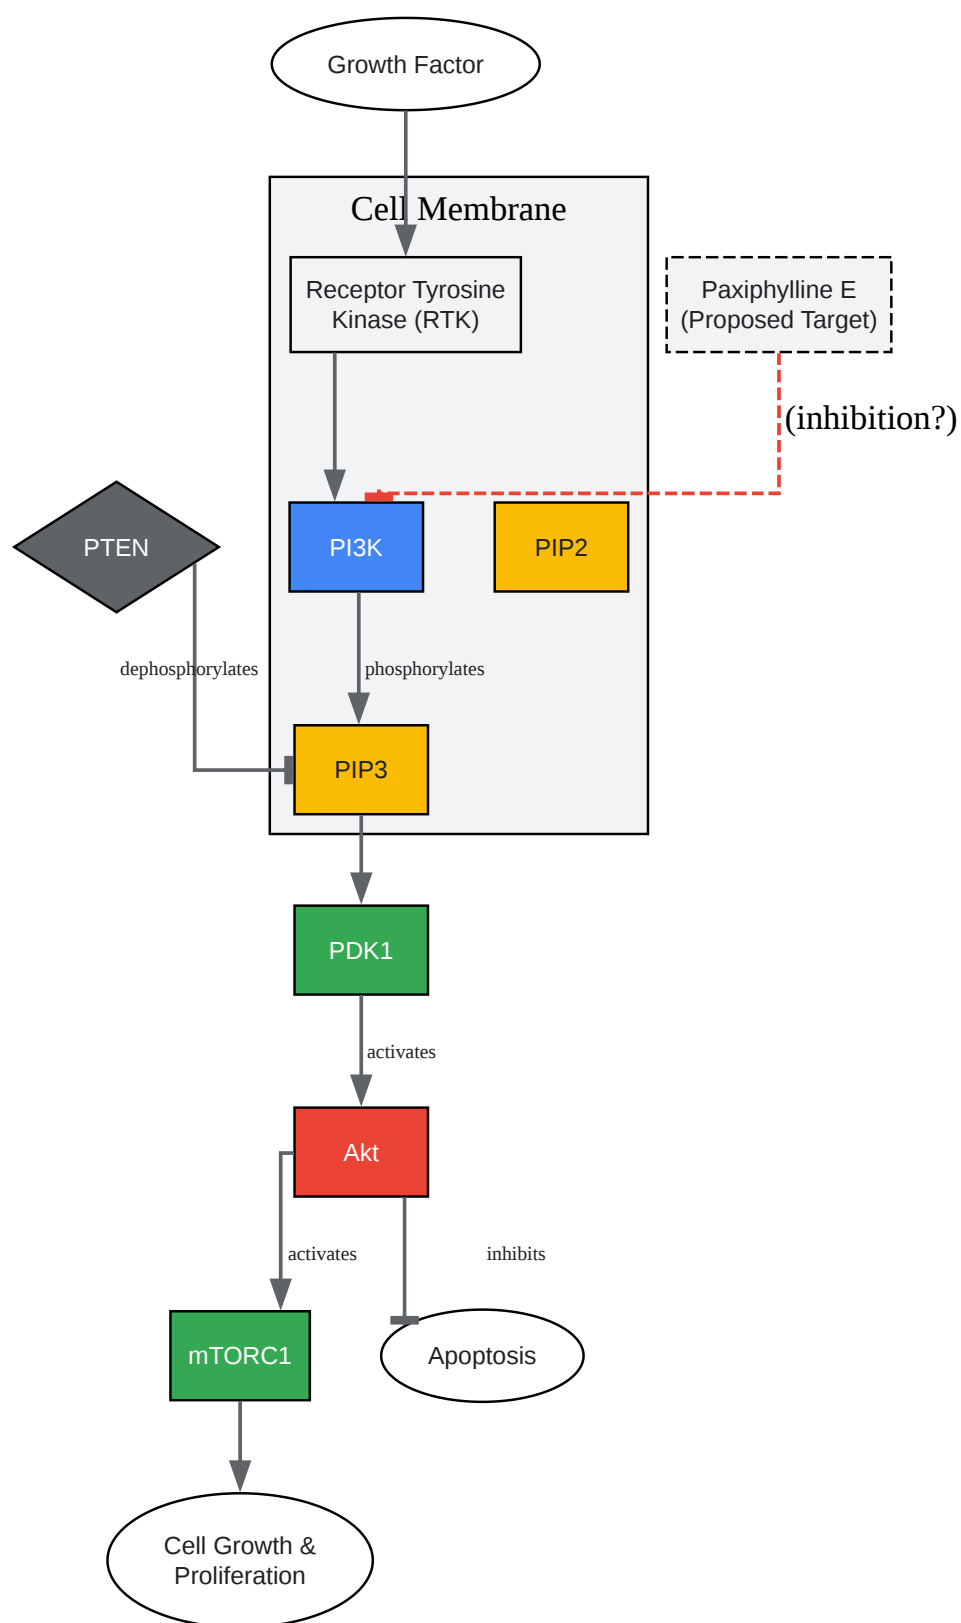 Growth Factor
Cell Membrane
Receptor Tyrosine
Kinase (RTK)
Paxiphylline E
(Proposed Target)
(inhibition?)
PTEN
PI3K
PIP2
dephosphorylates
phosphorylates
PIP3
PDK1
activates
Akt
activates
inhibits
mTORC1
Apoptosis
Cell Growth &
Proliferation